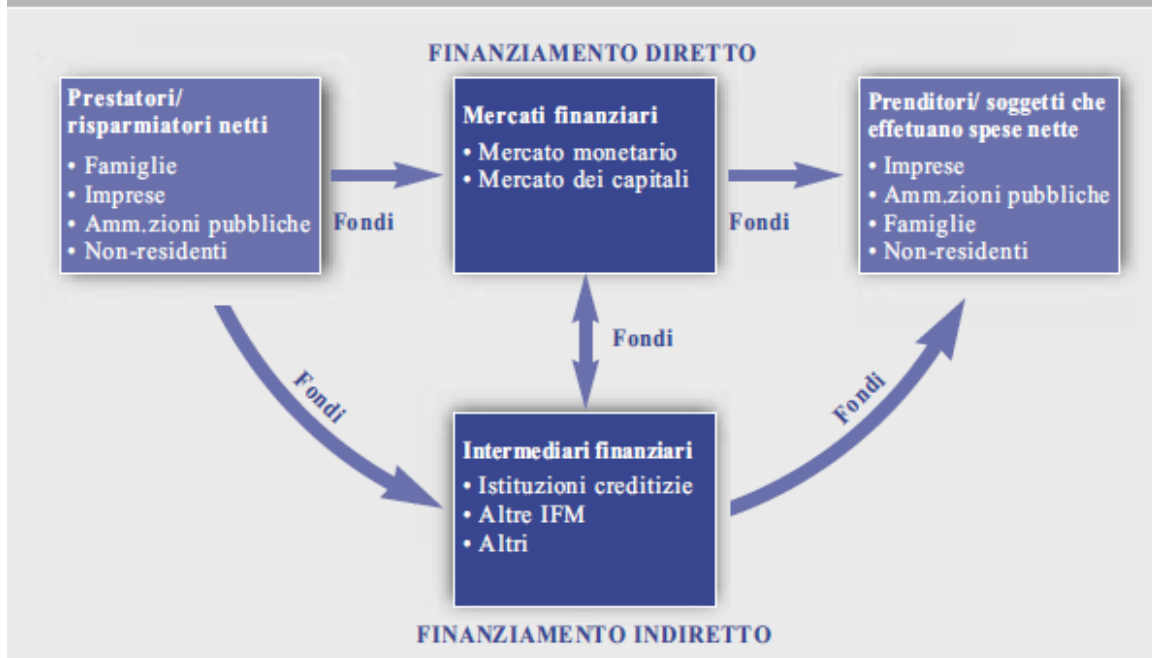 FINANZIAMENTO DIRETTO
Prestatori/
risparmiatori netti
• Famiglie
• Imprese
• Amm.zioni pubbliche
• Non-residenti
Fondi
Mercati finanziari
• Mercato monetario
• Mercato dei capitali
Fondi
Prenditori/ soggetti che
effetuano spese nette
• Imprese
• Amm.zioni pubbliche
• Famiglie
• Non-residenti
Fondi
Fondi
Fondi
Intermediari finanziari
• Istituzioni creditizie
• Altre IFM
• Altri
FINANZIAMENTO INDIRETTO